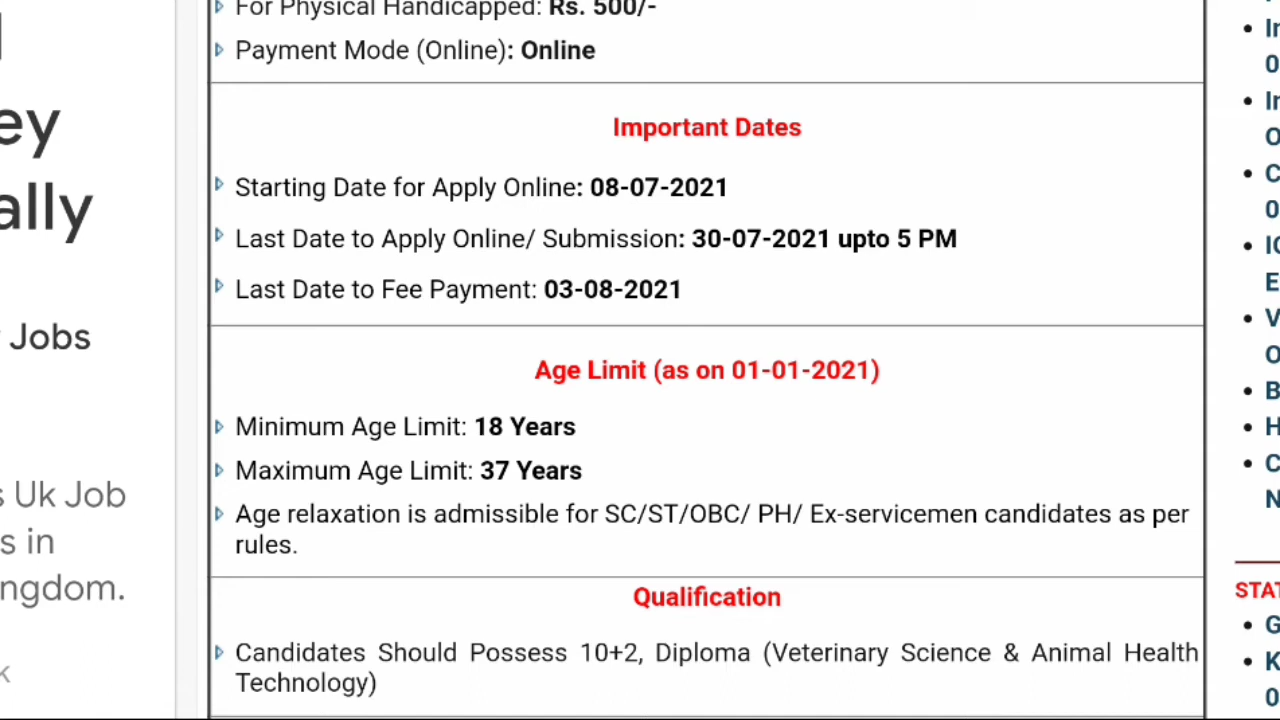 For Physical Handicapped: Rs. 500/-
Payment Mode (Online): Online
Important Dates
Starting Date for Apply Online: 08-07-2021
Last Date to Apply Online/ Submission: 30-07-2021 upto 5 PM
Last Date to Fee Payment: 03-08-2021
Age Limit (as on 01-01-2021)
Minimum Age Limit: 18 Years
Maximum Age Limit: 37 Years
Age relaxation is admissible for SC/ST/OBC/ PH/ Ex-servicemen candidates as per
rules.
Qualification
Candidates Should Possess 10+2, Diploma (Veterinary Science & Animal Health
Technology)
ey
ally
Jobs
s Uk Job
s in
ngdom.
k